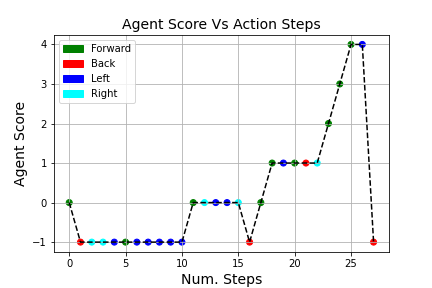 Agent Score Vs Action Steps
Agent Score
4
3
2
1
0
−1
Forward
Back
Left
Right
0 5 10 15 20 25
Num. Steps